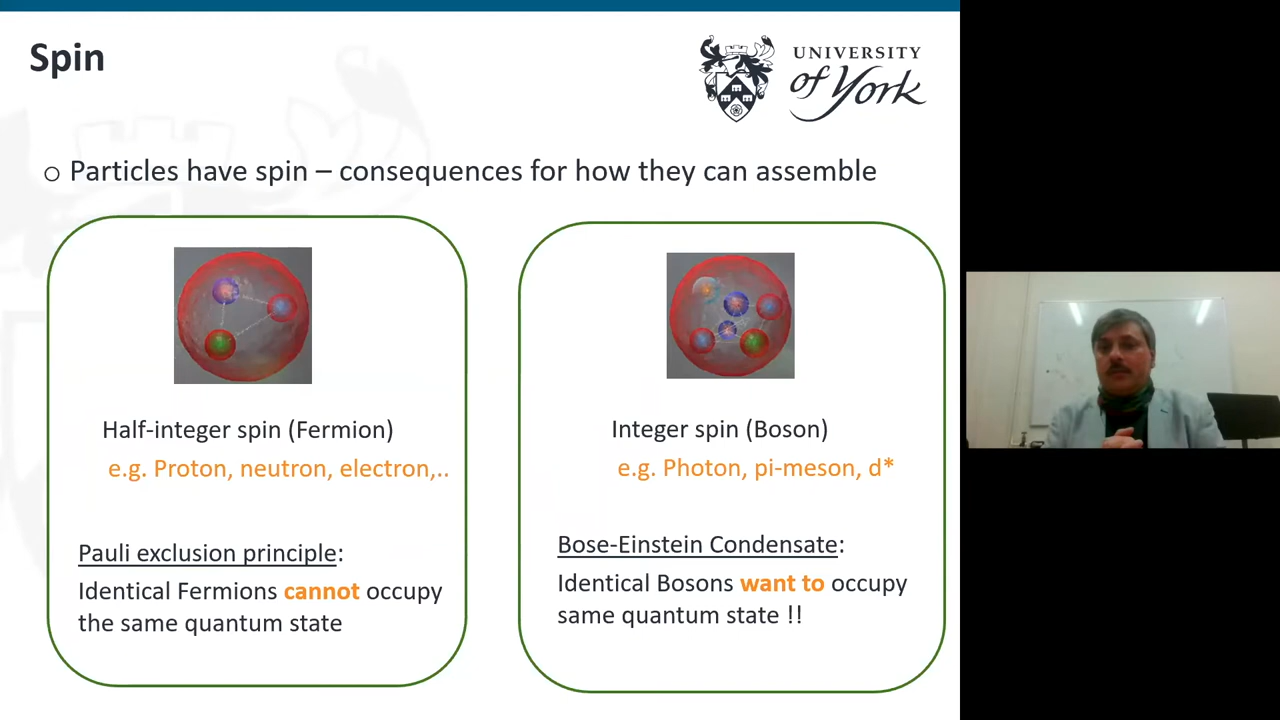 Spin
UNIVERSITY
of York
o Particles have spin – consequences for how they can assemble
Half-integer spin (Fermion)
e.g. Proton, neutron, electron,..
Pauli exclusion principle:
Identical Fermions cannot occupy
the same quantum state
Integer spin (Boson)
e.g. Photon, pi-meson, d*
Bose-Einstein Condensate:
Identical Bosons want to occupy
same quantum state !!